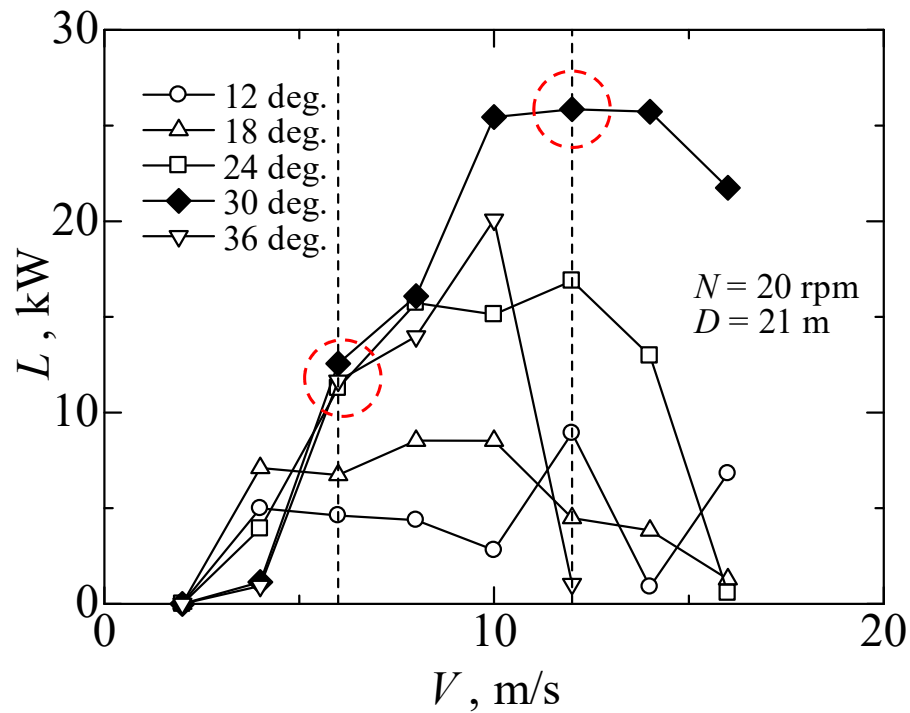 30
20
10
0
0
10
20
L , kW
V , m/s
12 deg.
18 deg.
24 deg.
30 deg.
36 deg.
N = 20 rpm
D = 21 m